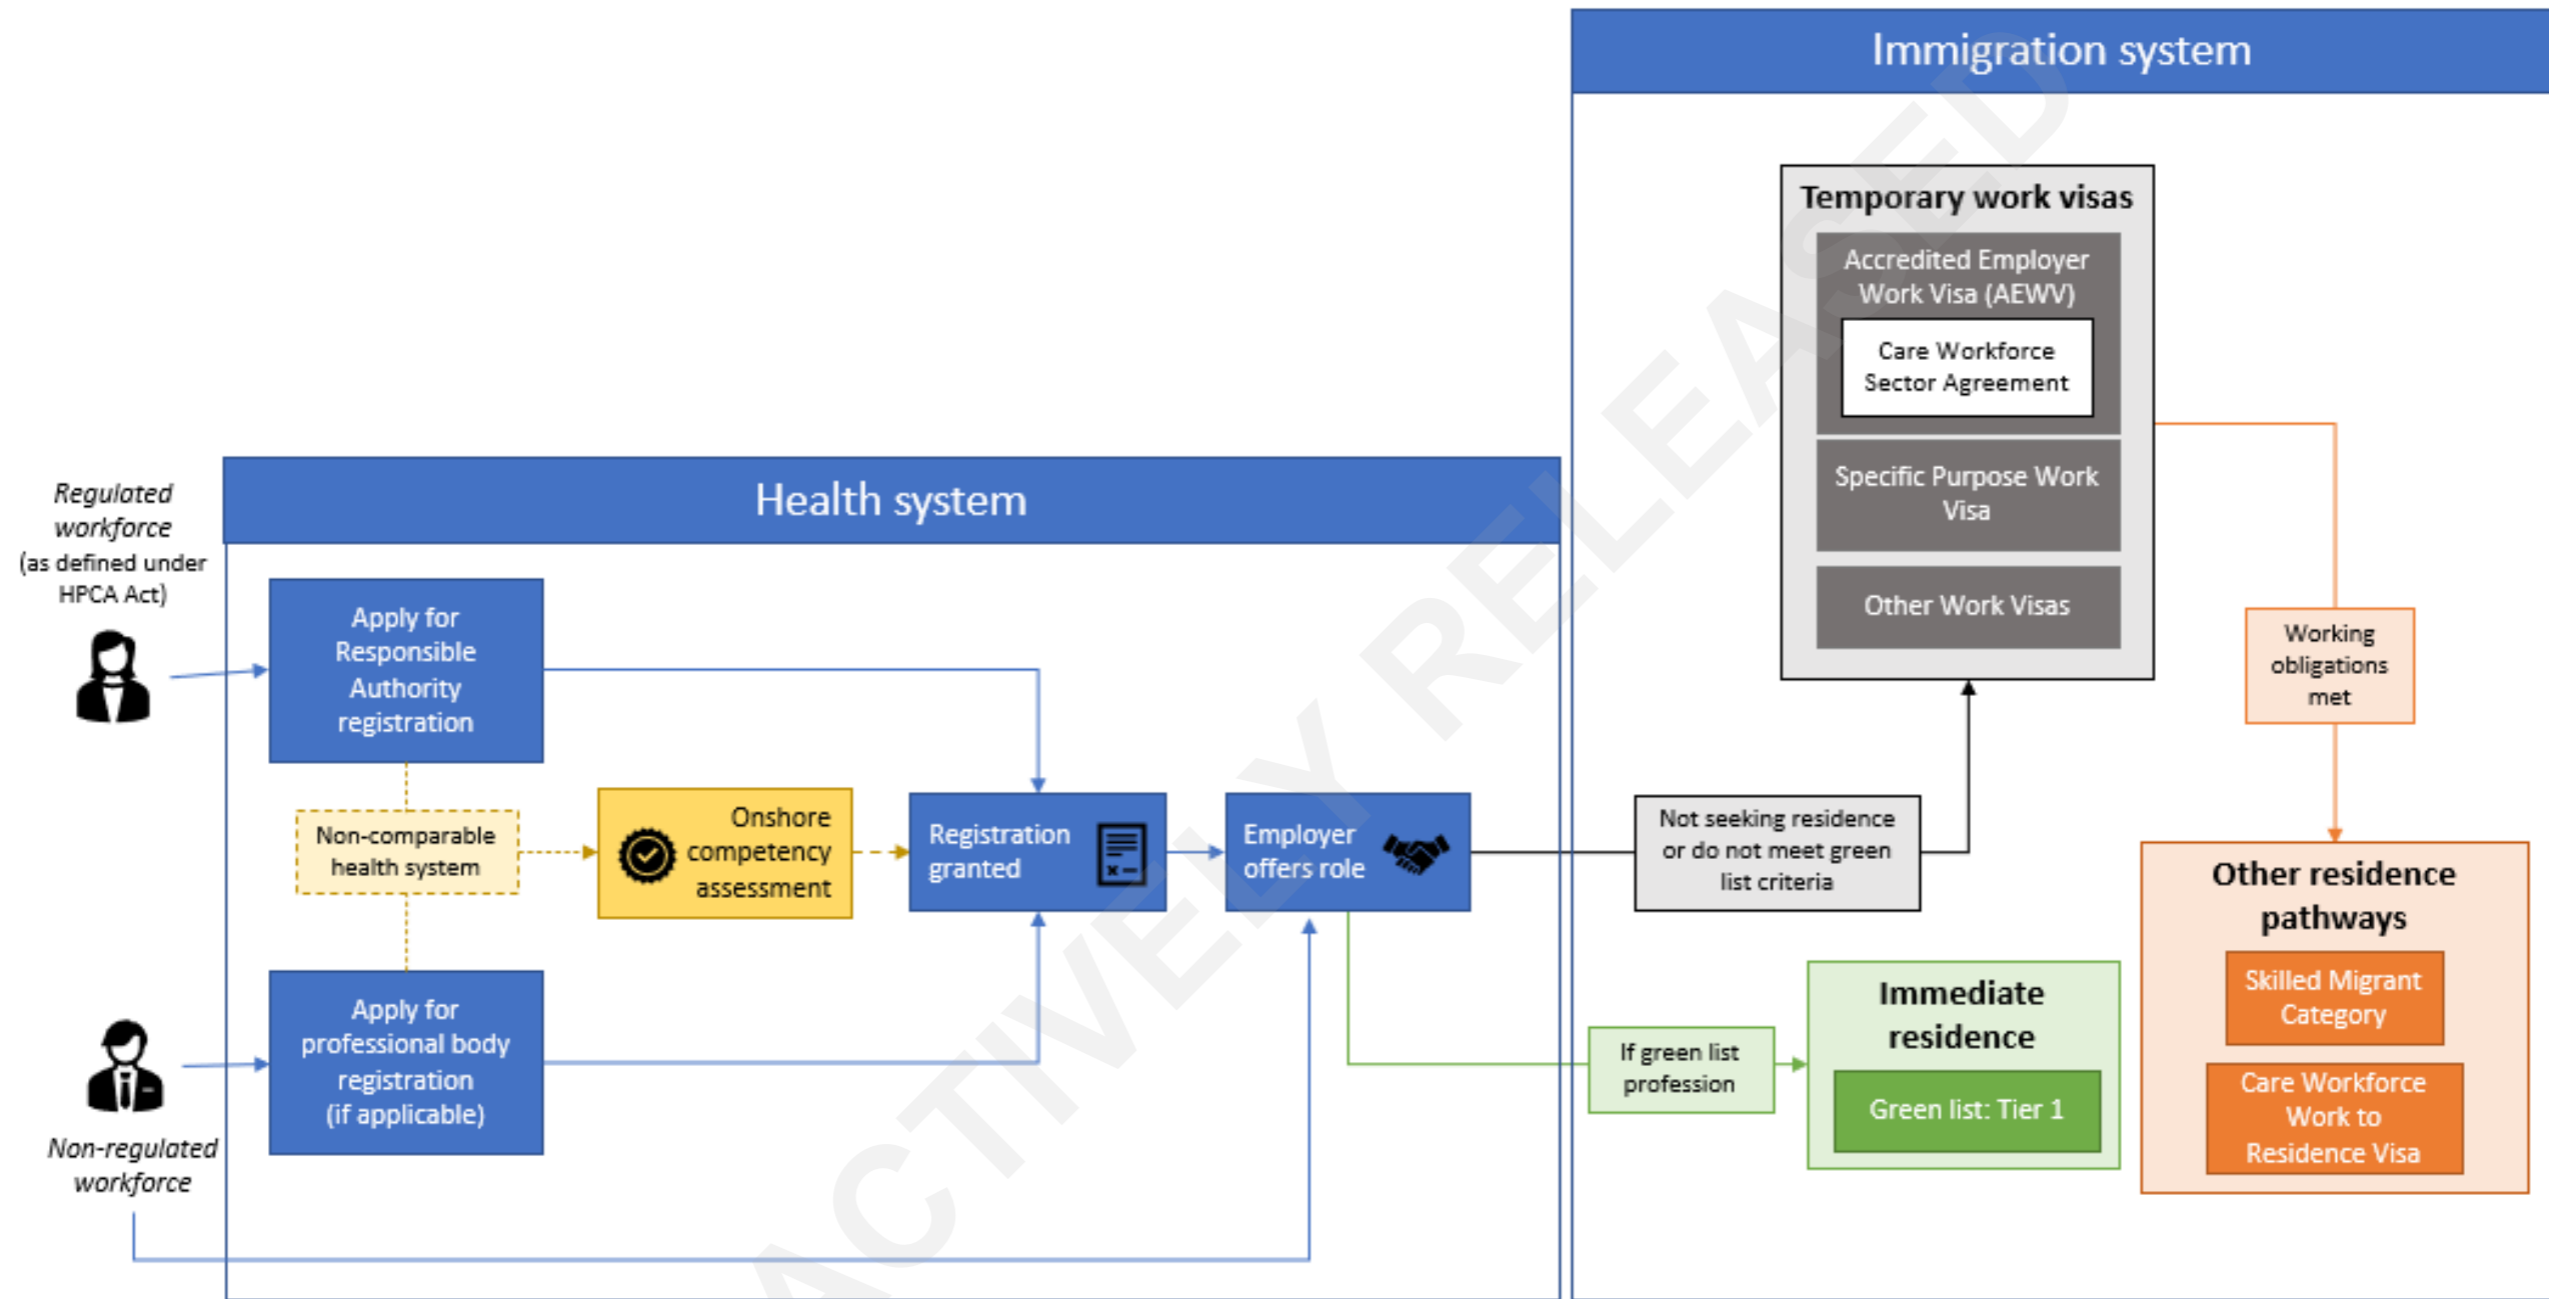 Immigration system
Temporary work visas
Accredited Employer
Work Visa (AEWV)
Care Workforce
Sector Agreement
Specific Purpose Work
Visa
Other Work Visas
Working
obligations
met
Health system
Regulated
workforce
(as defined under
HPCA Act)
Apply for
Responsible
Authority
registration
Non-comparable
health system
Onshore
competency
assessment
Registration
granted
Employer
offers role
Not seeking residence
or do not meet green
list criteria
Other residence
pathways
Skilled Migrant
Category
Care Workforce
Work to
Residence Visa
Immediate
residence
Green list: Tier 1
If green list
profession
Apply for
professional body
registration
(if applicable)
Non-regulated
workforce
ACTIVELY RELEASED